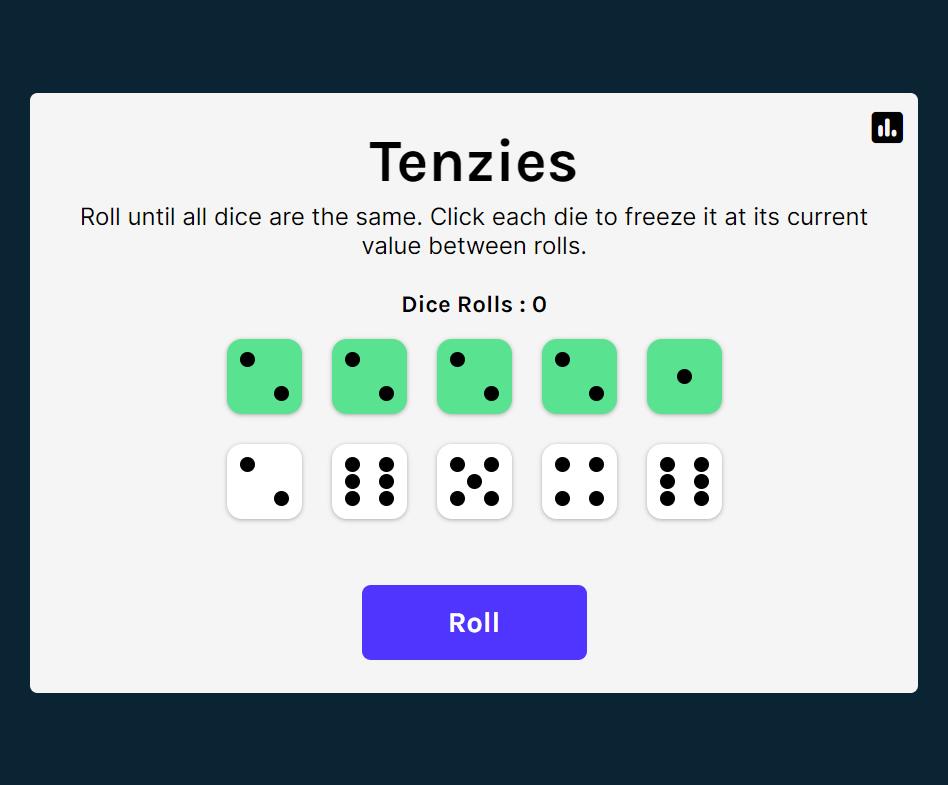 Tenzies
Roll until all dice are the same. Click each die to freeze it at its current
value between rolls.
Dice Rolls : 0
Roll